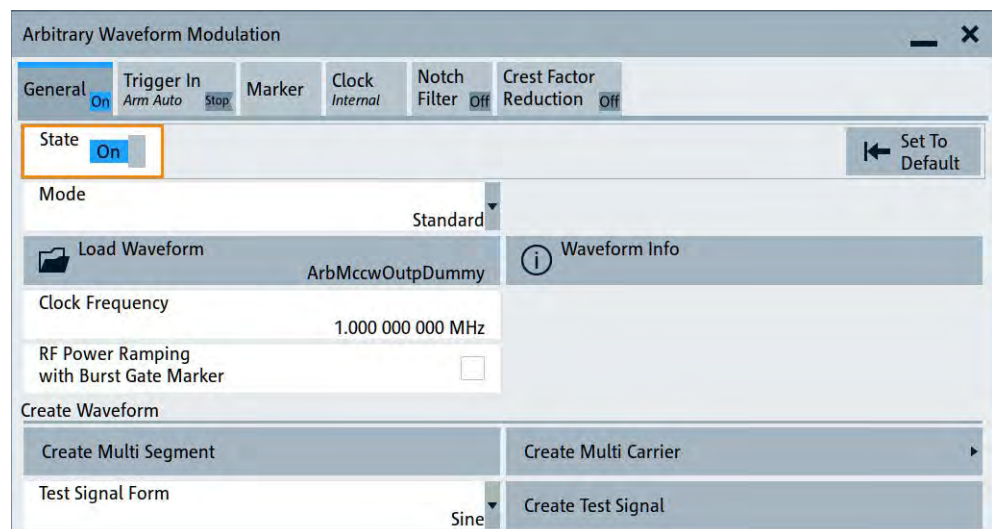 Arbitrary Waveform Modulation
General On
Trigger In
Arm Auto Stop
Marker
Clock
Internal
Notch
Filter Off
Crest Factor
Reduction Off
State On
Set To
Default
Mode
Standard
Load Waveform
ArbMccwOutpDummy
Waveform Info
Clock Frequency
1.000 000 000 MHz
RF Power Ramping
with Burst Gate Marker
Create Waveform
Create Multi Segment
Create Multi Carrier
Test Signal Form
Sine
Create Test Signal